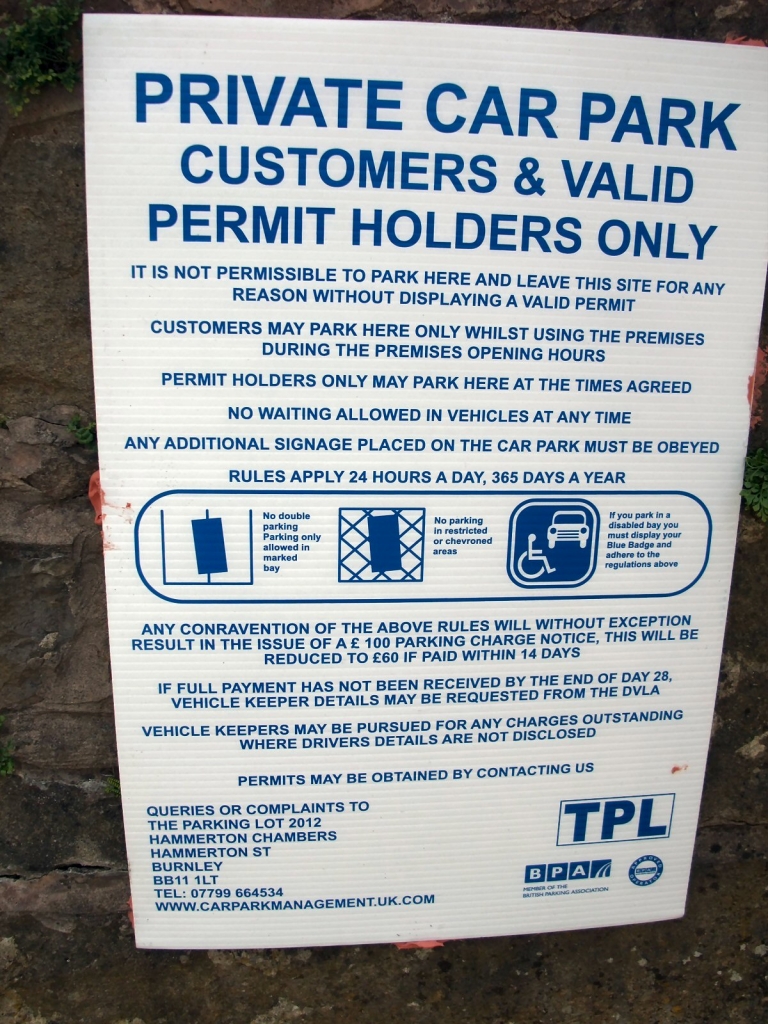 PRIVATE CAR PARK
CUSTOMERS & VALID
PERMIT HOLDERS ONLY
IT IS NOT PERMISSIBLE TO PARK HERE AND LEAVE THIS SITE FOR ANY
REASON WITHOUT DISPLAYING A VALID PERMIT
CUSTOMERS MAY PARK HERE ONLY WHILST USING THE PREMISES
DURING THE PREMISES OPENING HOURS
PERMIT HOLDERS ONLY MAY PARK HERE AT THE TIMES AGREED
NO WAITING ALLOWED IN VEHICLES AT ANY TIME
ANY ADDITIONAL SIGNAGE PLACED ON THE CAR PARK MUST BE OBEYED
RULES APPLY 24 HOURS A DAY, 365 DAYS A YEAR
No double
parking
Parking only
allowed in
marked
bay
No parking
in restricted
or chevroned
areas
If you park in a
disabled bay you
must display your
Blue Badge and
adhere to the
regulations above
ANY CONRAVENTION OF THE ABOVE RULES WILL WITHOUT EXCEPTION
RESULT IN THE ISSUE OF A £ 100 PARKING CHARGE NOTICE, THIS WILL BE
REDUCED TO £60 IF PAID WITHIN 14 DAYS
IF FULL PAYMENT HAS NOT BEEN RECEIVED BY THE END OF DAY 28,
VEHICLE KEEPER DETAILS MAY BE REQUESTED FROM THE DVLA
VEHICLE KEEPERS MAY BE PURSUED FOR ANY CHARGES OUTSTANDING
WHERE DRIVERS DETAILS ARE NOT DISCLOSED
PERMITS MAY BE OBTAINED BY CONTACTING US
QUERIES OR COMPLAINTS TO
THE PARKING LOT 2012
HAMMERTON CHAMBERS
HAMMERTON ST
BURNLEY
BB11 1LT
TEL: 07799 664534
WWW.CARPARKMANAGEMENT.UK.COM
TPL
BPA
MEMBER OF THE
BRITISH PARKING ASSOCIATION
APPROVED
OPERATOR